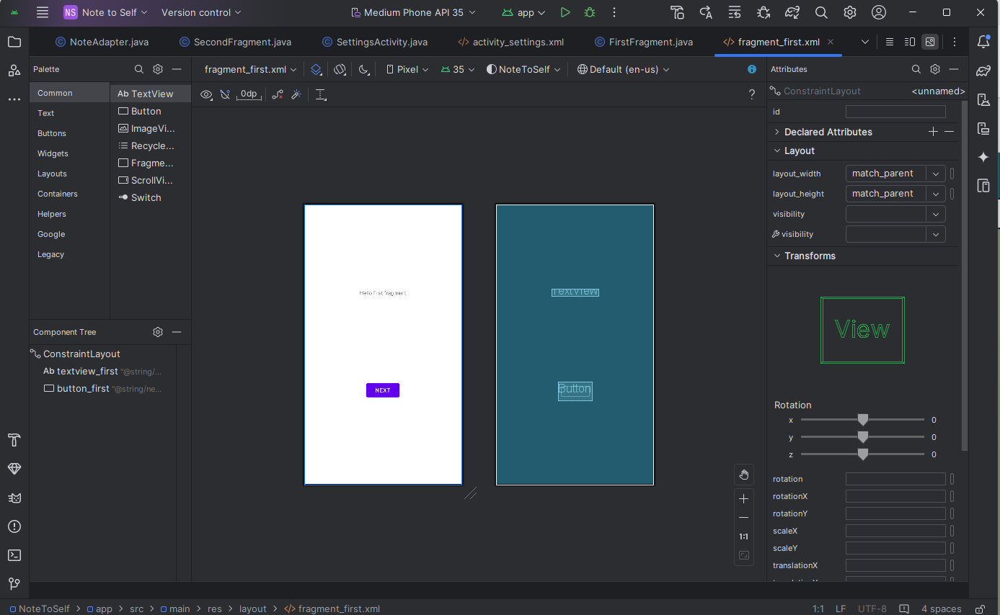 NS Note to Self Version control Medium Phone API 35 app
NoteAdapter.java SecondFragment.java SettingsActivity.java activity_settings.xml FirstFragment.java fragment_first.xml
Palette fragment_first.xml Pixel 35 NoteToSelf Default (en-us) Attributes
Common Ab TextView 0dp ? ConstraintLayout <unnamed>
Text Button id
Buttons ImageVi... Declared Attributes
Widgets Recycle... Layout
Layouts Fragme... layout_width match_parent
Containers ScrollVi... layout_height match_parent
Helpers Switch visibility
Google visibility
Legacy Transforms
Hello first fragment TextView
View
Component Tree
ConstraintLayout
Ab textview_first "@string/...
button_first "@string/ne...
NEXT Button
Rotation
x 0
y 0
z 0
rotation
rotationX
rotationY
scaleX
1:1
scaleY
translationX
NoteToSelf > app > src > main > res > layout > fragment_first.xml 1:1 LF UTF-8 4 spaces